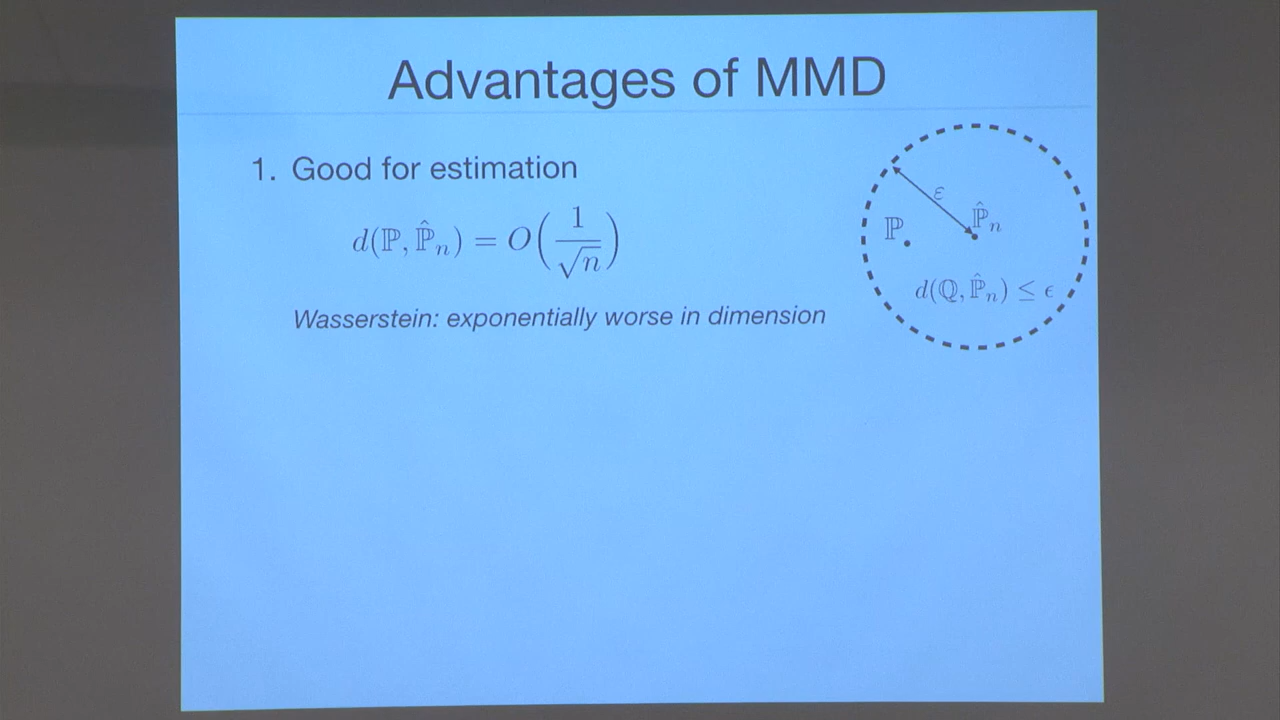 Advantages of MMD
1. Good for estimation
d(ℙ, ℙ̂ₙ) = O(1/√n)
Wasserstein: exponentially worse in dimension
ε
ℙ
ℙ̂ₙ
d(ℚ, ℙ̂ₙ) ≤ ϵ